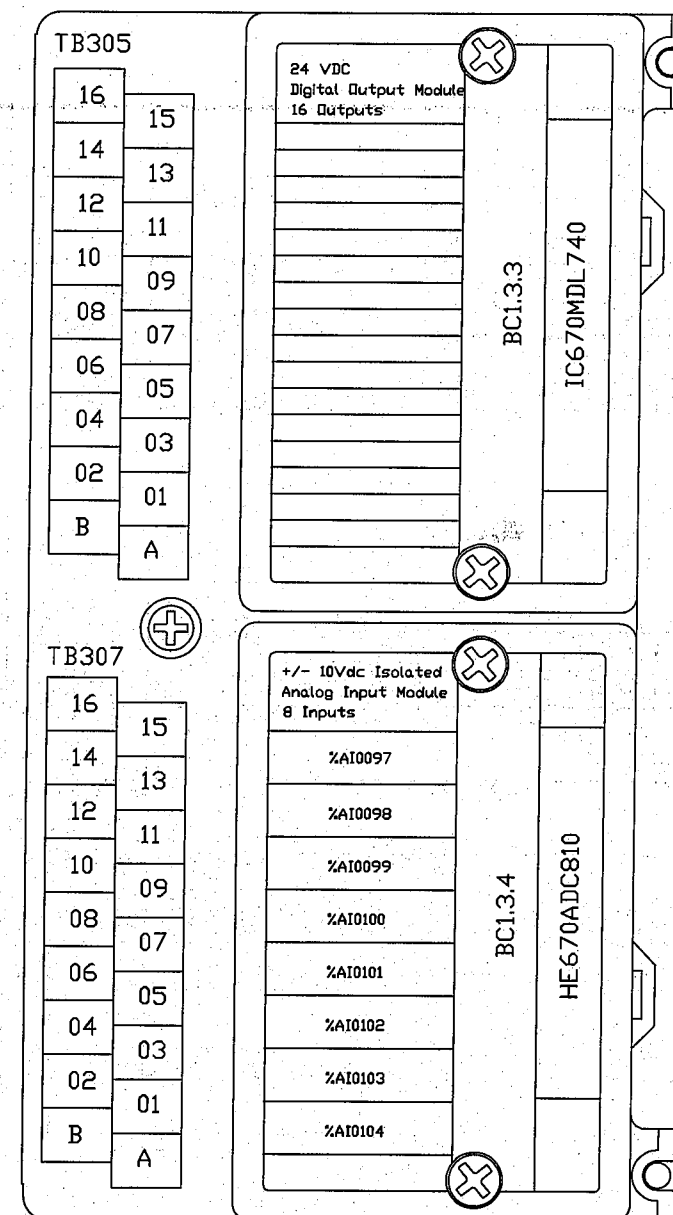 TB305
16
15
14
13
12
11
10
09
08
07
06
05
04
03
02
01
B
A
24 VDC
Digital Output Module
16 Outputs
BC1.3.3
IC670MDL740
TB307
16
15
14
13
12
11
10
09
08
07
06
05
04
03
02
01
B
A
+/- 10Vdc Isolated
Analog Input Module
8 Inputs
%AI0097
%AI0098
%AI0099
%AI0100
%AI0101
%AI0102
%AI0103
%AI0104
BC1.3.4
HE670ADC810